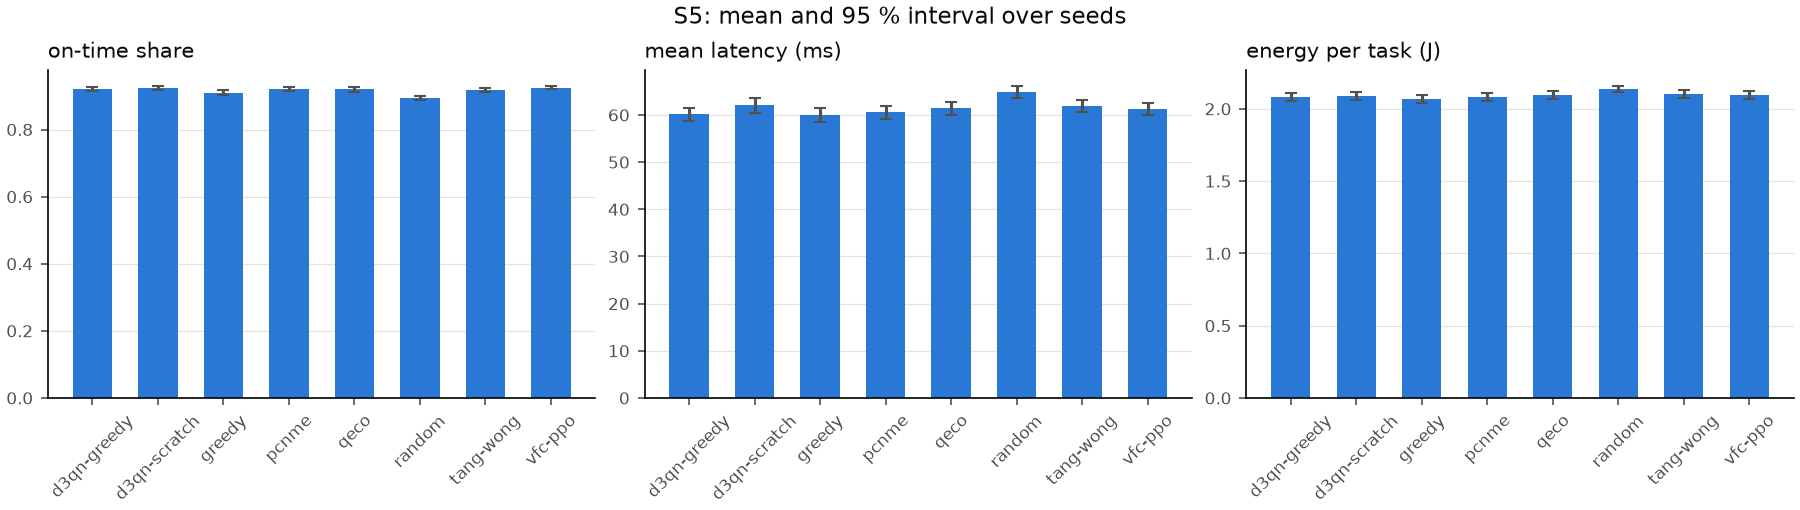 S5: mean and 95 % interval over seeds
on-time share
0.8
0.6
0.4
0.2
0.0
d3qn-greedy
d3qn-scratch
greedy
pcnme
qeco
random
tang-wong
vfc-ppo
mean latency (ms)
60
50
40
30
20
10
0
d3qn-greedy
d3qn-scratch
greedy
pcnme
qeco
random
tang-wong
vfc-ppo
energy per task (J)
2.0
1.5
1.0
0.5
0.0
d3qn-greedy
d3qn-scratch
greedy
pcnme
qeco
random
tang-wong
vfc-ppo